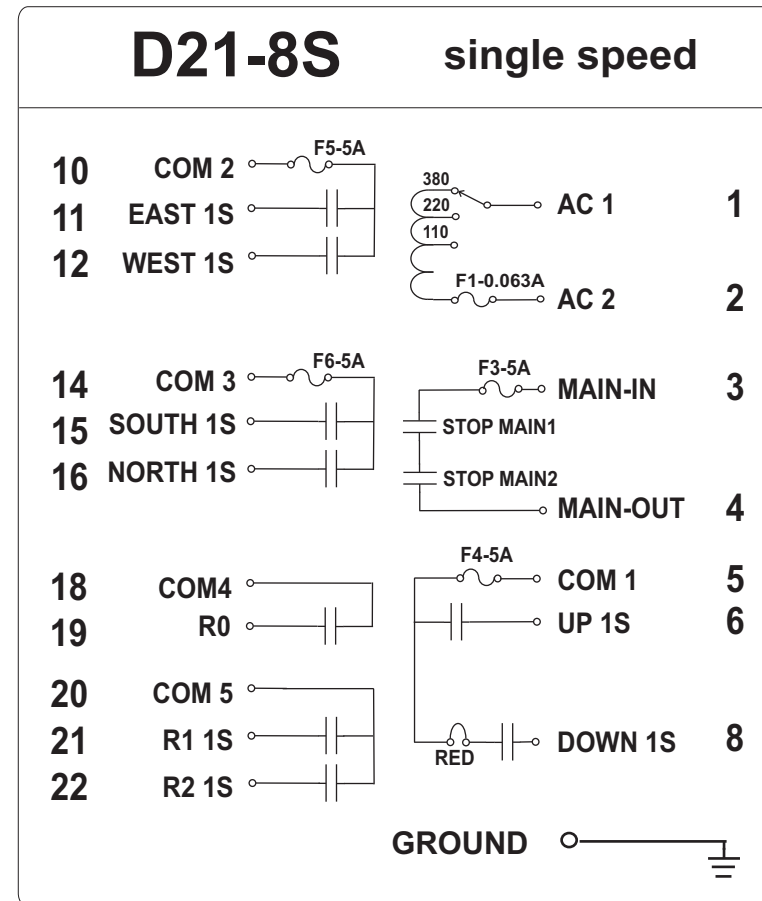 D21-8S single speed
10 COM 2 F5-5A
11 EAST 1S
12 WEST 1S
14 COM 3 F6-5A
15 SOUTH 1S
16 NORTH 1S
18 COM4
19 R0
20 COM 5
21 R1 1S
22 R2 1S
380
220
110
AC 1 1
F1-0.063A
AC 2 2
F3-5A
MAIN-IN 3
STOP MAIN1
STOP MAIN2
MAIN-OUT 4
F4-5A
COM 1 5
UP 1S 6
RED
DOWN 1S 8
GROUND